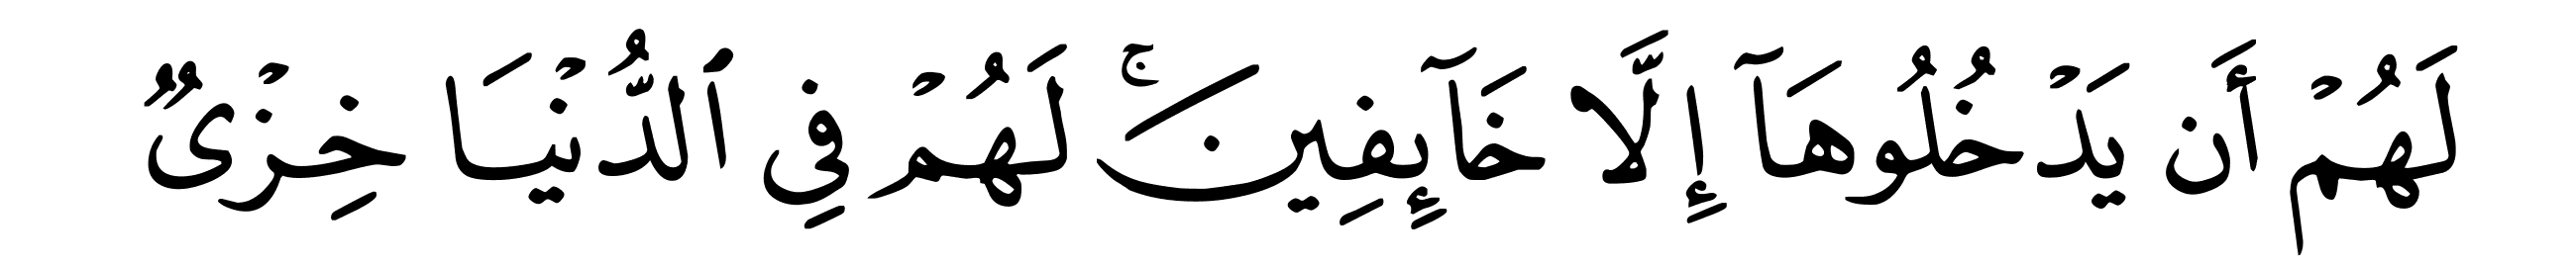 لَهُمْ أَن يَدْخُلُوهَآ إِلَّا خَآئِفِينَ ۚ لَهُمْ فِى ٱلدُّنْيَا خِزْىٌ